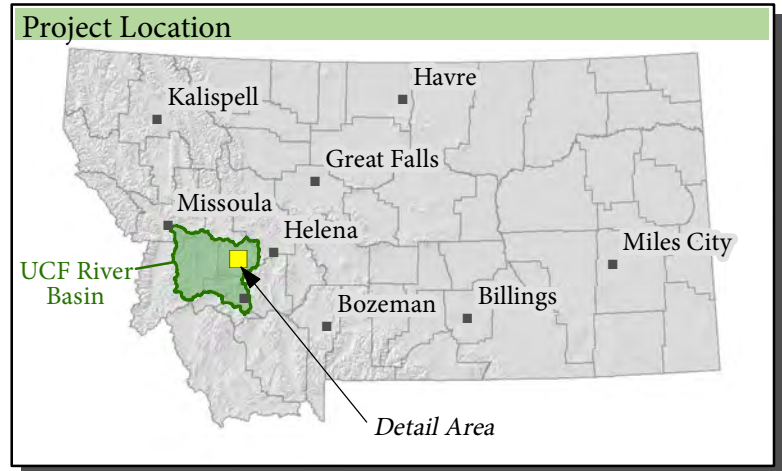 Project Location
Havre
Kalispell
Great Falls
Missoula
Helena
Miles City
UCF River
Basin
Bozeman
Billings
Detail Area